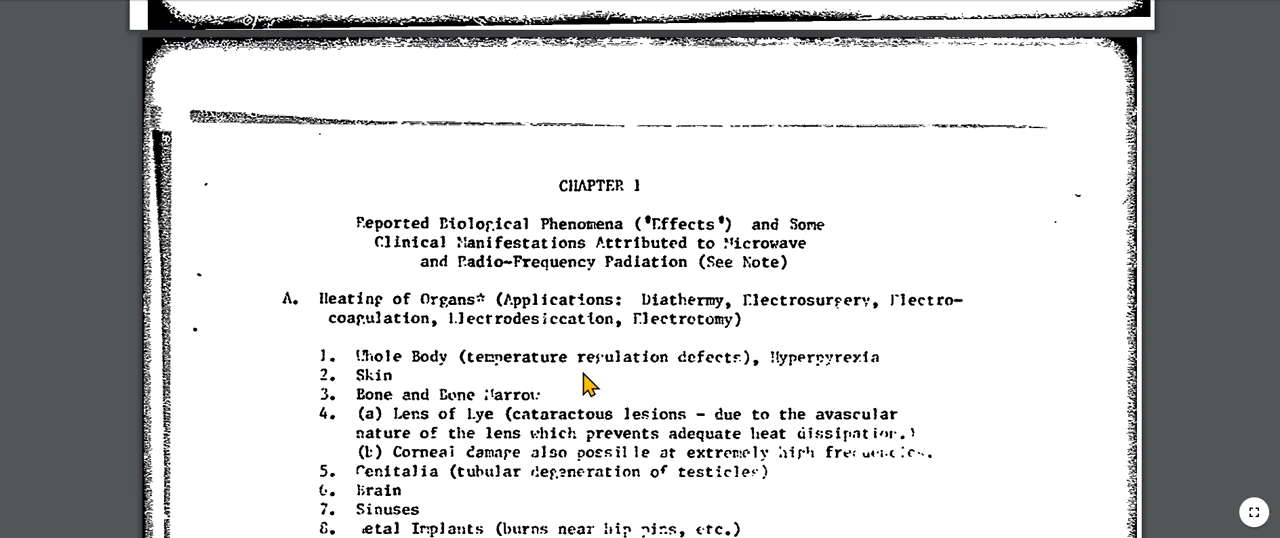 CHAPTER 1
Reported Biological Phenomena ('Effects') and Some
Clinical Manifestations Attributed to Microwave
and Radio-Frequency Radiation (See Note)
A. Heating of Organs* (Applications: Diathermy, Electrosurgery, Electro-
coagulation, Electrodesiccation, Electrotomy)
1. Whole Body (temperature regulation defects), Hyperpyrexia
2. Skin
3. Bone and Bone Marrow
4. (a) Lens of Eye (cataractous lesions - due to the avascular
nature of the lens which prevents adequate heat dissipation.)
(b) Corneal damage also possible at extremely high frequencies.
5. Genitalia (tubular degeneration of testicles)
6. Brain
7. Sinuses
8. Metal Implants (burns near hip pins, etc.)